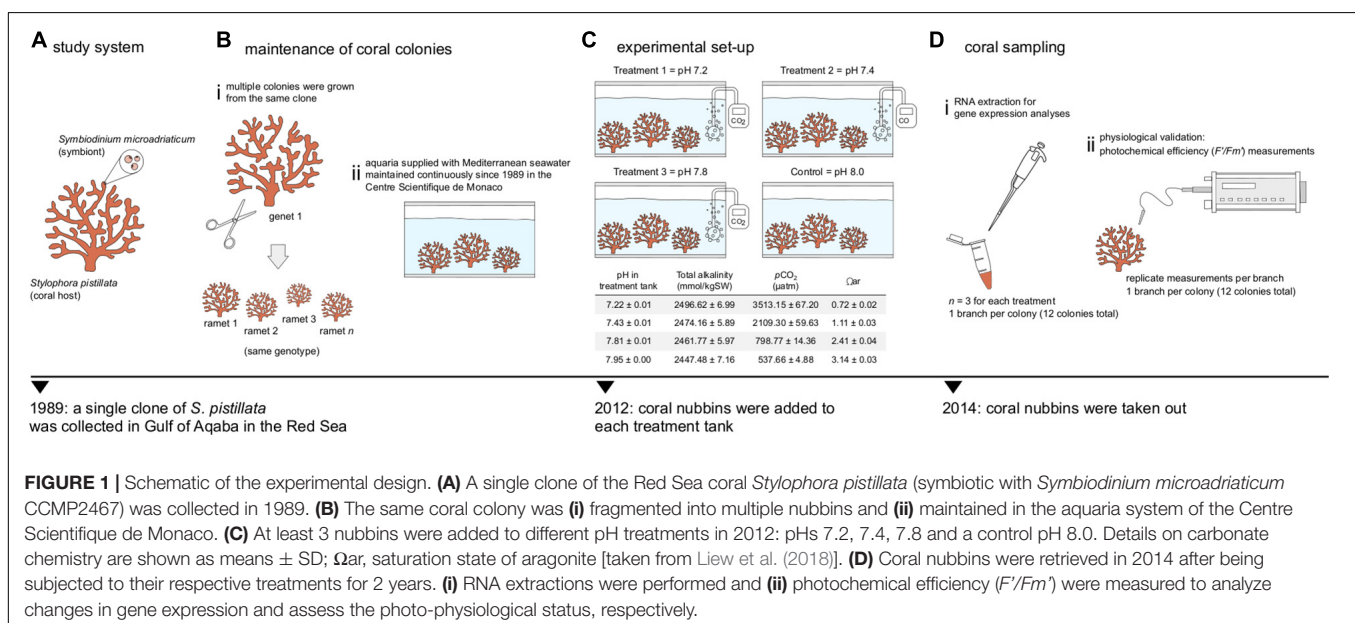 A study system
Symbiodinium microadriaticum
(symbiont)
Stylophora pistillata
(coral host)
B maintenance of coral colonies
i multiple colonies were grown
from the same clone
genet 1
ramet 1
ramet 2
ramet 3
ramet n
(same genotype)
ii aquaria supplied with Mediterranean seawater
maintained continuously since 1989 in the
Centre Scientifique de Monaco
C experimental set-up
Treatment 1 = pH 7.2
CO2
Treatment 2 = pH 7.4
CO
Treatment 3 = pH 7.8
CO2
Control = pH 8.0
pH in treatment tank | Total alkalinity (mmol/kgSW) | pCO2 (µatm) | Ωar
7.22 ± 0.01 2496.62 ± 6.99 3513.15 ± 67.20 0.72 ± 0.02
7.43 ± 0.01 2474.16 ± 5.89 2109.30 ± 59.63 1.11 ± 0.03
7.81 ± 0.01 2461.77 ± 5.97 798.77 ± 14.36 2.41 ± 0.04
7.95 ± 0.00 2447.48 ± 7.16 537.66 ± 4.88 3.14 ± 0.03
D coral sampling
i RNA extraction for
gene expression analyses
n = 3 for each treatment
1 branch per colony (12 colonies total)
ii physiological validation:
photochemical efficiency (F'/Fm') measurements
replicate measurements per branch
1 branch per colony (12 colonies total)
1989: a single clone of S. pistillata
was collected in Gulf of Aqaba in the Red Sea
2012: coral nubbins were added to
each treatment tank
2014: coral nubbins were taken out
FIGURE 1 | Schematic of the experimental design. (A) A single clone of the Red Sea coral Stylophora pistillata (symbiotic with Symbiodinium microadriaticum
CCMP2467) was collected in 1989. (B) The same coral colony was (i) fragmented into multiple nubbins and (ii) maintained in the aquaria system of the Centre
Scientifique de Monaco. (C) At least 3 nubbins were added to different pH treatments in 2012: pHs 7.2, 7.4, 7.8 and a control pH 8.0. Details on carbonate
chemistry are shown as means ± SD; Ωar, saturation state of aragonite [taken from Liew et al. (2018)]. (D) Coral nubbins were retrieved in 2014 after being
subjected to their respective treatments for 2 years. (i) RNA extractions were performed and (ii) photochemical efficiency (F'/Fm') were measured to analyze
changes in gene expression and assess the photo-physiological status, respectively.